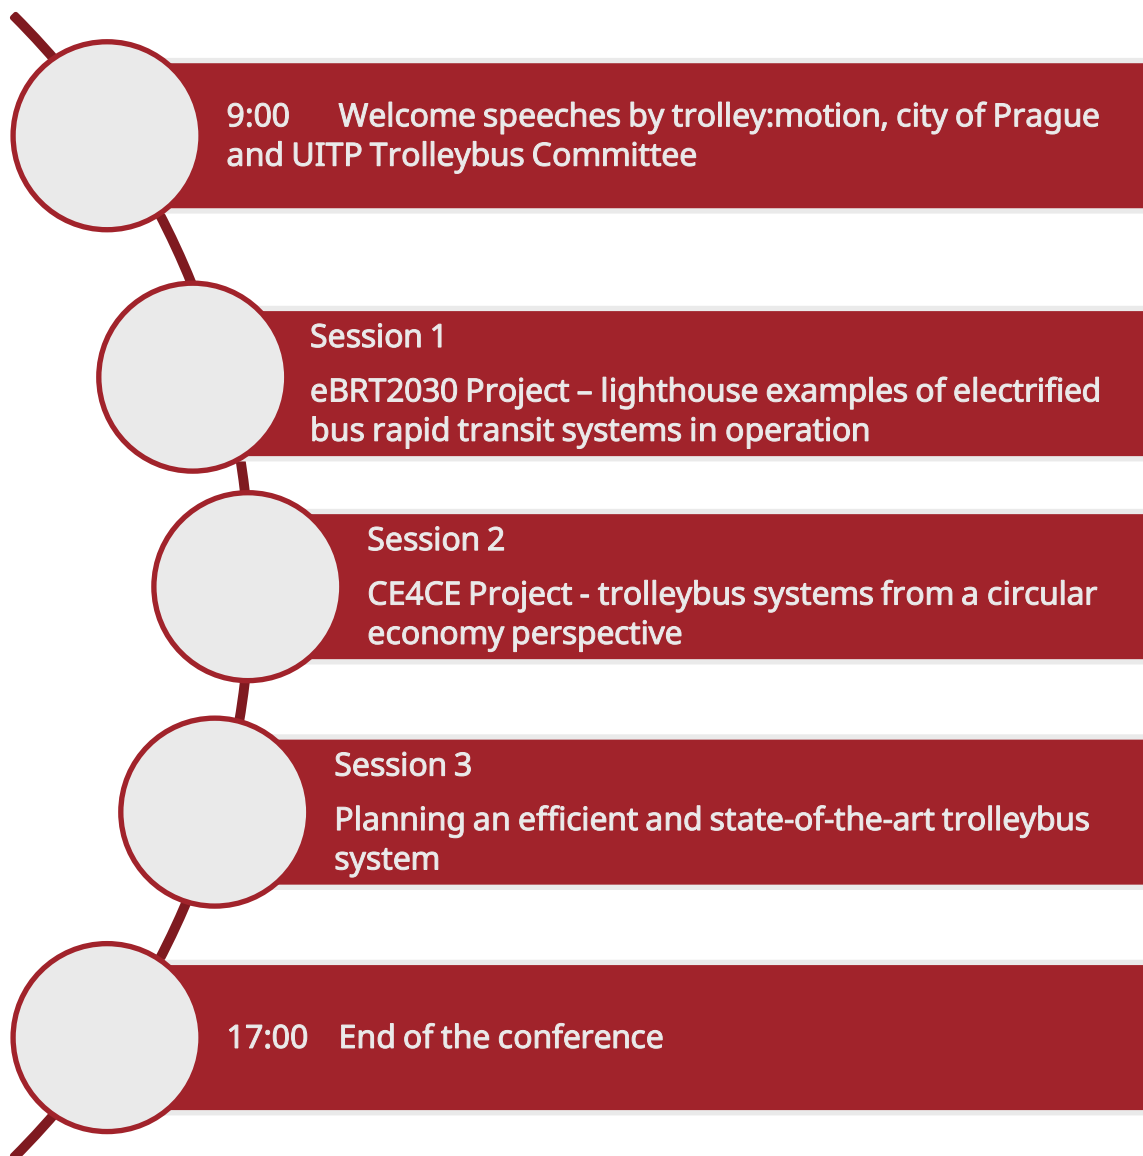 9:00 Welcome speeches by trolley:motion, city of Prague
and UITP Trolleybus Committee
Session 1
eBRT2030 Project – lighthouse examples of electrified
bus rapid transit systems in operation
Session 2
CE4CE Project - trolleybus systems from a circular
economy perspective
Session 3
Planning an efficient and state-of-the-art trolleybus
system
17:00 End of the conference